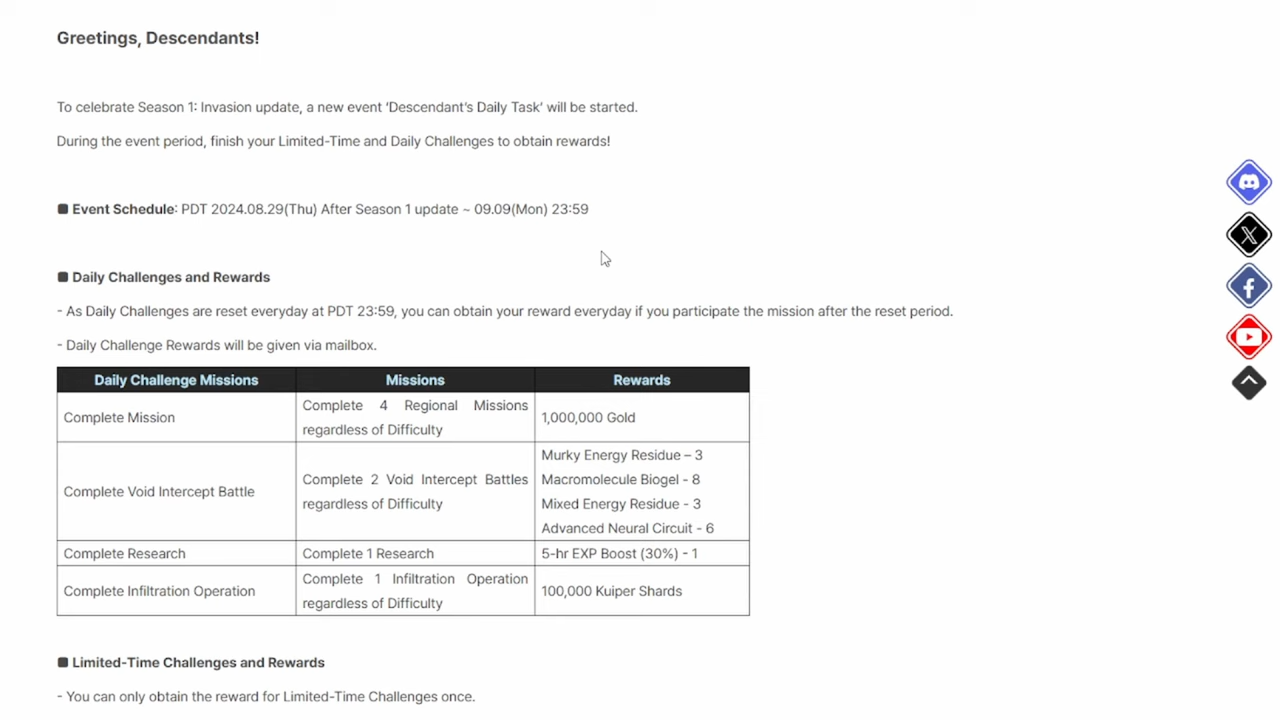 Greetings, Descendants!
To celebrate Season 1: Invasion update, a new event ‘Descendant’s Daily Task’ will be started.
During the event period, finish your Limited-Time and Daily Challenges to obtain rewards!
■ Event Schedule: PDT 2024.08.29(Thu) After Season 1 update ~ 09.09(Mon) 23:59
■ Daily Challenges and Rewards
- As Daily Challenges are reset everyday at PDT 23:59, you can obtain your reward everyday if you participate the mission after the reset period.
- Daily Challenge Rewards will be given via mailbox.
Daily Challenge Missions Missions Rewards
Complete Mission
Complete 4 Regional Missions
regardless of Difficulty
1,000,000 Gold
Complete Void Intercept Battle
Complete 2 Void Intercept Battles
regardless of Difficulty
Murky Energy Residue – 3
Macromolecule Biogel - 8
Mixed Energy Residue - 3
Advanced Neural Circuit - 6
Complete Research
Complete 1 Research
5-hr EXP Boost (30%) - 1
Complete Infiltration Operation
Complete 1 Infiltration Operation
regardless of Difficulty
100,000 Kuiper Shards
■ Limited-Time Challenges and Rewards
- You can only obtain the reward for Limited-Time Challenges once.